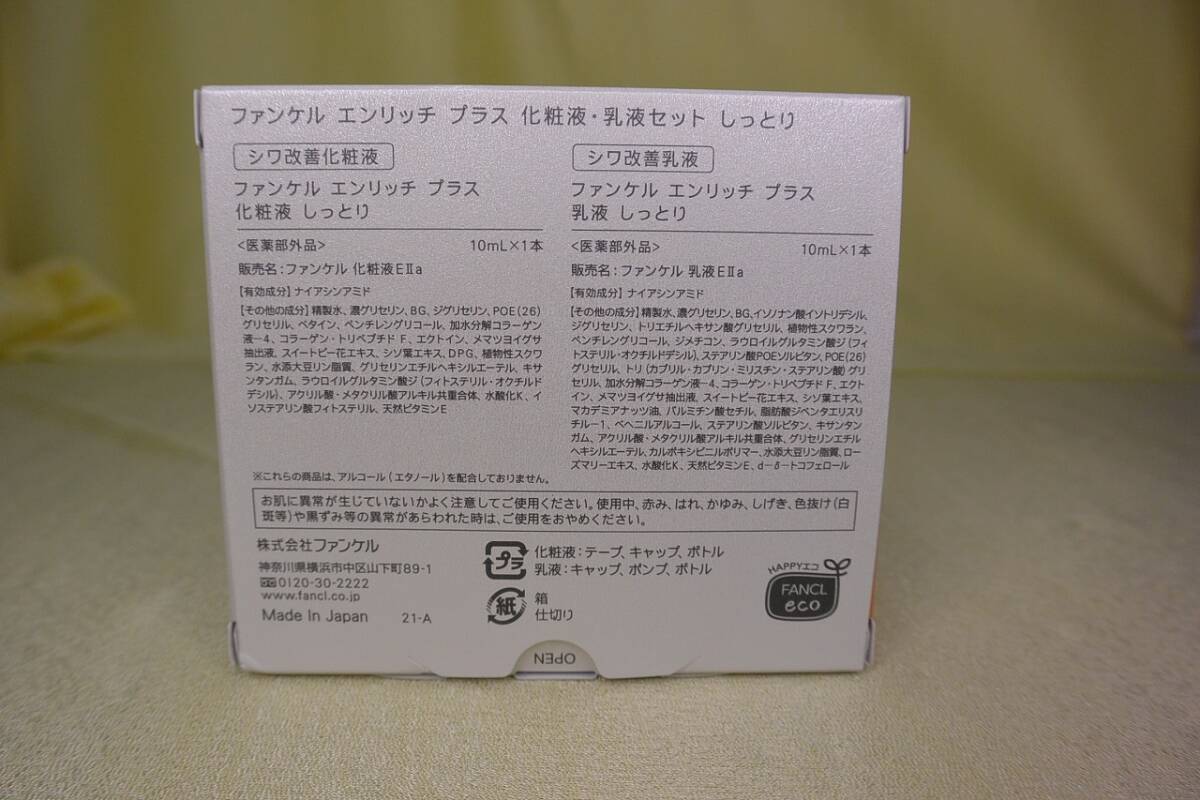 ファンケル エンリッチ プラス 化粧液・乳液セット しっとり
シワ改善化粧液
ファンケル エンリッチ プラス
化粧液 しっとり
<医薬部外品> 10mL×1本
販売名:ファンケル 化粧液EⅡa
【有効成分】ナイアシンアミド
【その他の成分】精製水、濃グリセリン、BG、ジグリセリン、POE(26)
グリセリル、ベタイン、ペンチレングリコール、加水分解コラーゲン
液-4、コラーゲン・トリペプチド F、エクトイン、メマツヨイグサ
抽出液、スイートピー花エキス、シソ葉エキス、DPG、植物性スクワ
ラン、水添大豆リン脂質、グリセリンエチルヘキシルエーテル、キサ
ンタンガム、ラウロイルグルタミン酸ジ(フィトステリル・オクチルド
デシル)、アクリル酸・メタクリル酸アルキル共重合体、水酸化K、イ
ソステアリン酸フィトステリル、天然ビタミンE
シワ改善乳液
ファンケル エンリッチ プラス
乳液 しっとり
<医薬部外品> 10mL×1本
販売名:ファンケル 乳液EⅡa
【有効成分】ナイアシンアミド
【その他の成分】精製水、濃グリセリン、BG、イソノナン酸イソトリデシル、
ジグリセリン、トリエチルヘキサン酸グリセリル、植物性スクワラン、
ペンチレングリコール、ジメチコン、ラウロイルグルタミン酸ジ(フィ
トステリル・オクチルドデシル)、ステアリン酸POEソルビタン、POE(26)
グリセリル、トリ(カプリル・カプリン・ミリスチン・ステアリン酸)グリ
セリル、加水分解コラーゲン液-4、コラーゲン・トリペプチド F、エクト
イン、メマツヨイグサ抽出液、スイートピー花エキス、シソ葉エキス、
マカデミアナッツ油、パルミチン酸セチル、脂肪酸ジペンタエリスリ
チル-1、ベヘニルアルコール、ステアリン酸ソルビタン、キサンタン
ガム、アクリル酸・メタクリル酸アルキル共重合体、グリセリンエチル
ヘキシルエーテル、カルボキシビニルポリマー、水添大豆リン脂質、ロー
ズマリーエキス、水酸化K、天然ビタミンE、d-δ-トコフェロール
※これらの商品は、アルコール(エタノール)を配合しておりません。
お肌に異常が生じていないかよく注意してご使用ください。使用中、赤み、はれ、かゆみ、しげき、色抜け(白
斑等)や黒ずみ等の異常があらわれた時は、ご使用をおやめください。
株式会社ファンケル
神奈川県横浜市中区山下町89-1
0120-30-2222
www.fancl.co.jp
Made In Japan 21-A
プラ
化粧液:テープ、キャップ、ボトル
乳液:キャップ、ポンプ、ボトル
紙
箱
仕切り
HAPPYエコ
FANCL
eco
OPEN